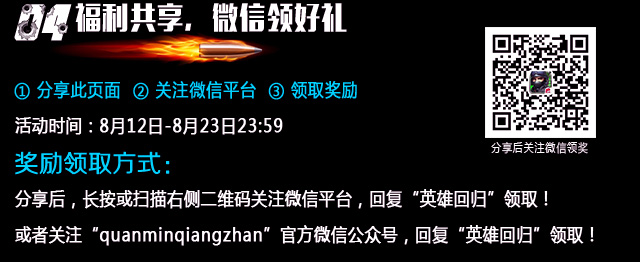 04 福利共享，微信领好礼
① 分享此页面 ② 关注微信平台 ③ 领取奖励
活动时间：8月12日-8月23日23:59
分享后关注微信领奖
奖励领取方式：
分享后，长按或扫描右侧二维码关注微信平台，回复“英雄回归”领取！
或者关注“quanminqiangzhan”官方微信公众号，回复“英雄回归”领取！